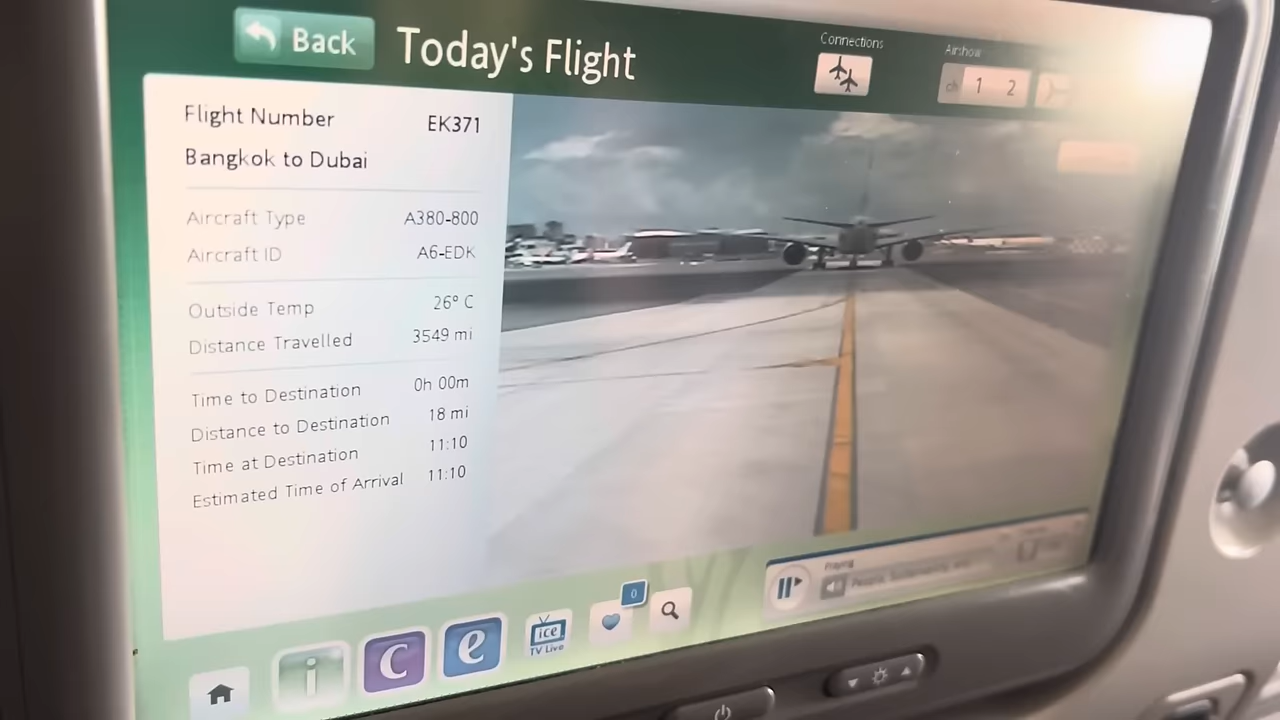 Back
Today's Flight
Connections
Airshow
ch 1 2
Flight Number EK371
Bangkok to Dubai
Aircraft Type A380-800
Aircraft ID A6-EDK
Outside Temp 26° C
Distance Travelled 3549 mi
Time to Destination 0h 00m
Distance to Destination 18 mi
Time at Destination 11:10
Estimated Time of Arrival 11:10
Playing
i
C
e
ice
TV Live
0